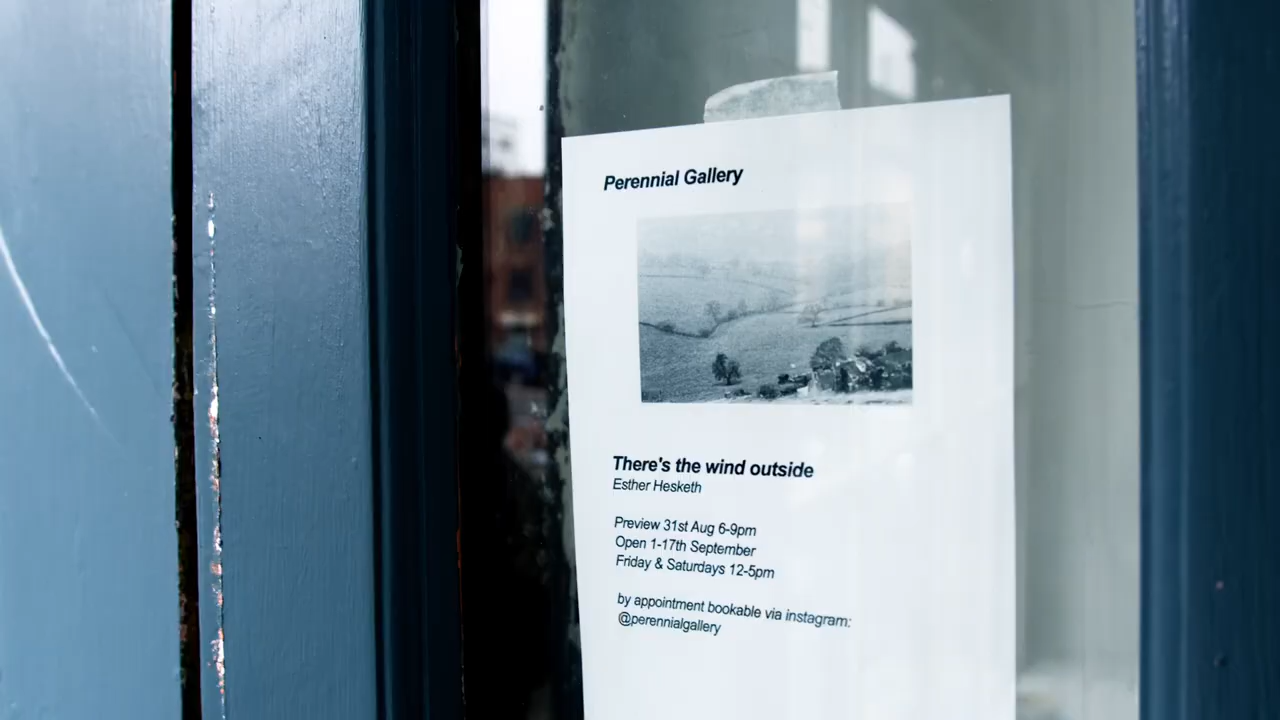 Perennial Gallery
There's the wind outside
Esther Hesketh
Preview 31st Aug 6-9pm
Open 1-17th September
Friday & Saturdays 12-5pm
by appointment bookable via instagram:
@perennialgallery